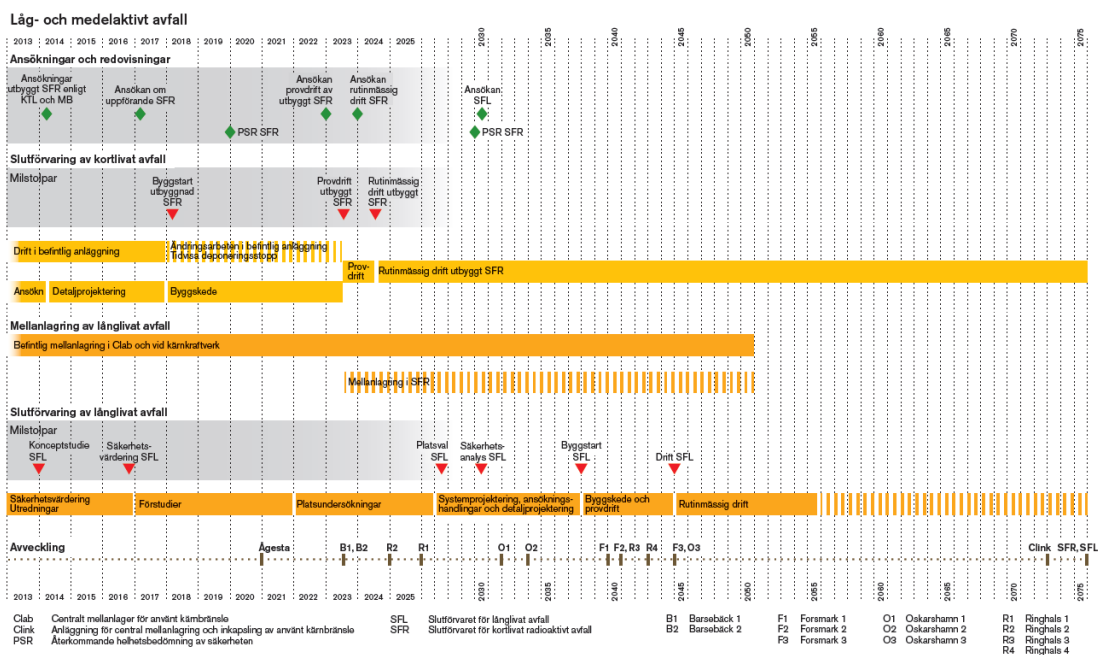 Låg- och medelaktivt avfall
2013 2014 2015 2016 2017 2018 2019 2020 2021 2022 2023 2024 2025 2030 2035 2040 2045 2050 2055 2060 2065 2070 2075
Ansökningar och redovisningar
Ansökningar
utbyggt SFR enligt
KTL och MB
Ansökan om
uppförande SFR
PSR SFR
Ansökan
provdrift av
utbyggt SFR
Ansökan
rutinmässig
drift SFR
Ansökan
SFL
PSR SFR
Slutförvaring av kortlivat avfall
Milstolpar
Byggstart
utbyggnad
SFR
Provdrift
utbyggt
SFR
Rutinmässig
drift utbyggt
SFR
Drift i befintlig anläggning
Ändringsarbeten i befintlig anläggning
Tidvisa deponeringsstopp
Prov-
drift
Rutinmässig drift utbyggt SFR
Ansökn
Detaljprojektering
Byggskede
Mellanlagring av långlivat avfall
Befintlig mellanlagring i Clab och vid kärnkraftverk
Mellanlagring i SFR
Slutförvaring av långlivat avfall
Milstolpar
Konceptstudie
SFL
Säkerhets-
värdering SFL
Platsval
SFL
Säkerhets-
analys SFL
Byggstart
SFL
Drift SFL
Säkerhetsvärdering
Utredningar
Förstudier
Platsundersökningar
Systemprojektering, ansöknings-
handlingar och detaljprojektering
Byggskede och
provdrift
Rutinmässig drift
Avveckling
Ågesta
B1, B2
R2
R1
O1
O2
F1
F2, R3
R4
F3, O3
Clink
SFR, SFL
2013 2014 2015 2016 2017 2018 2019 2020 2021 2022 2023 2024 2025 2030 2035 2040 2045 2050 2055 2060 2065 2070 2075
Clab Centralt mellanlager för använt kärnbränsle
Clink Anläggning för central mellanlagring och inkapsling av använt kärnbränsle
PSR Återkommande helhetsbedömning av säkerheten
SFL Slutförvaret för långlivat avfall
SFR Slutförvaret för kortlivat radioaktivt avfall
B1 Barsebäck 1
B2 Barsebäck 2
F1 Forsmark 1
F2 Forsmark 2
F3 Forsmark 3
O1 Oskarshamn 1
O2 Oskarshamn 2
O3 Oskarshamn 3
R1 Ringhals 1
R2 Ringhals 2
R3 Ringhals 3
R4 Ringhals 4